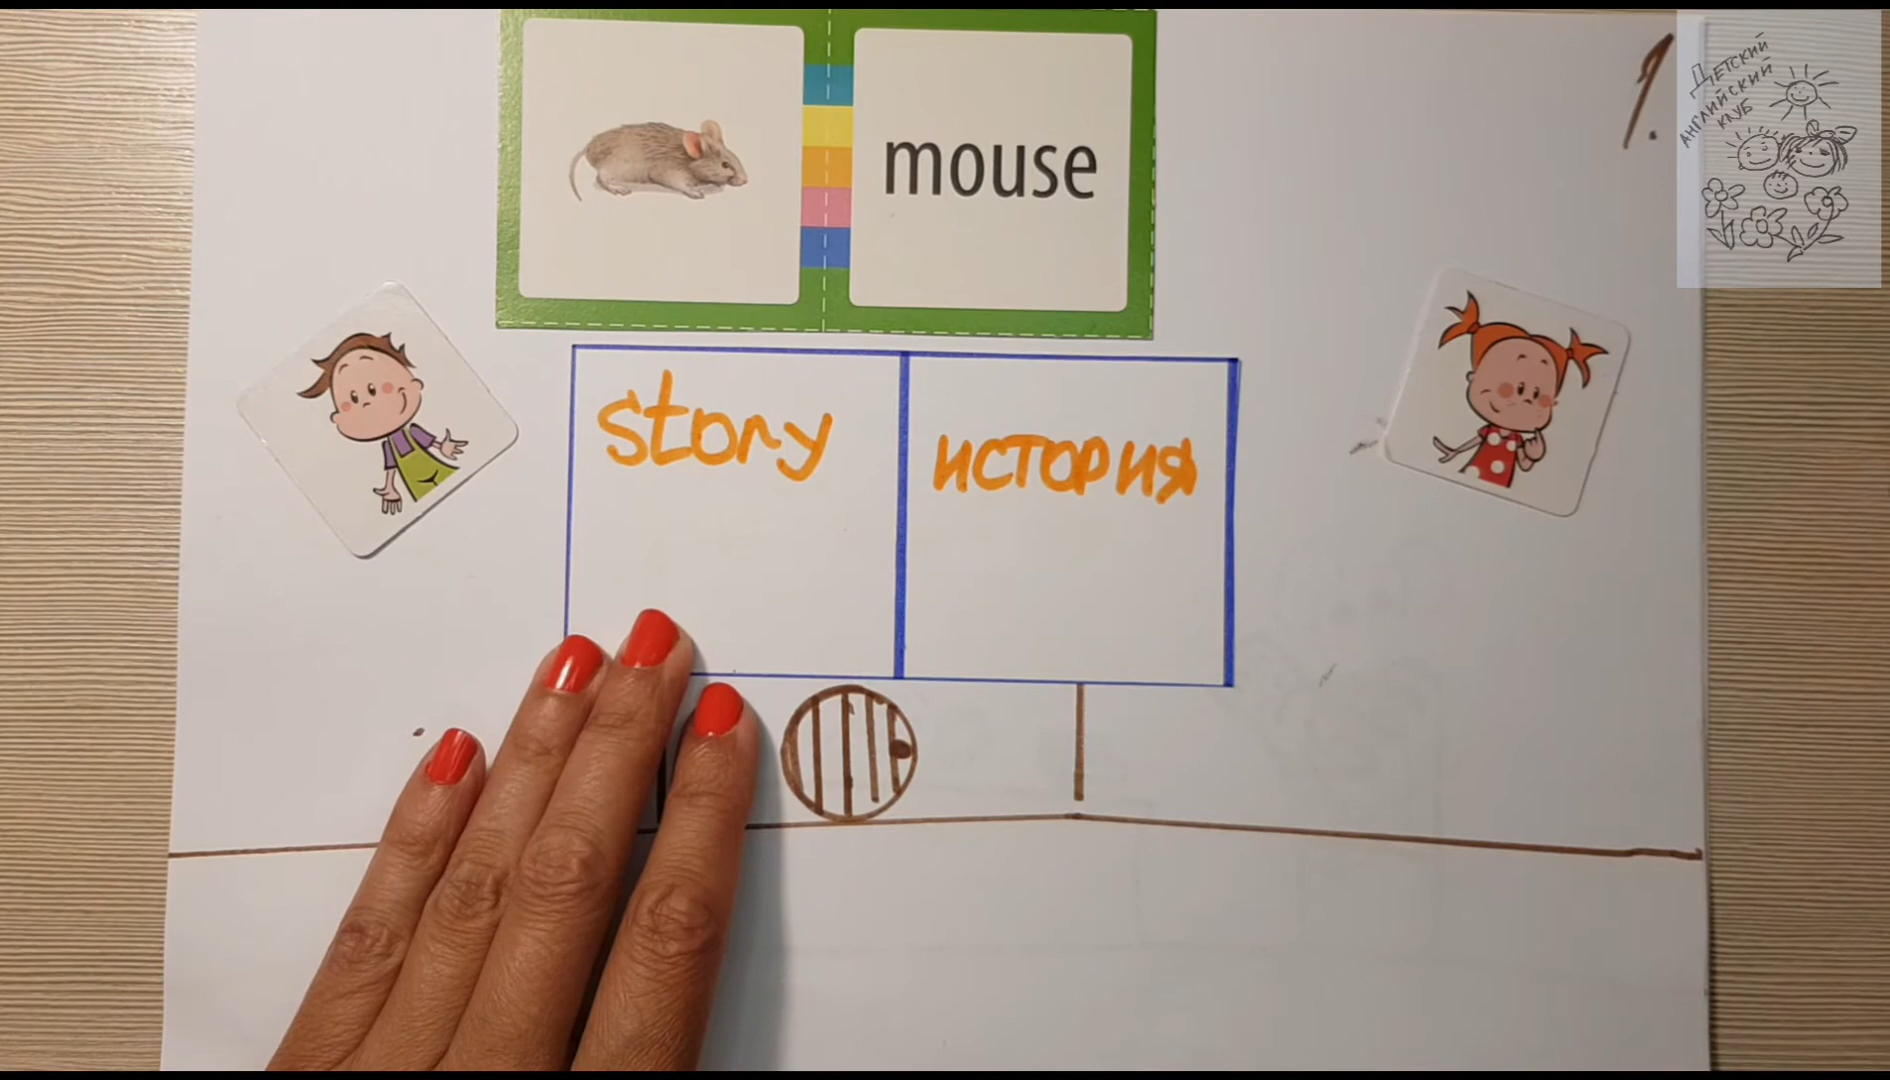 mouse
story
история
1.
Детский
английский
клуб